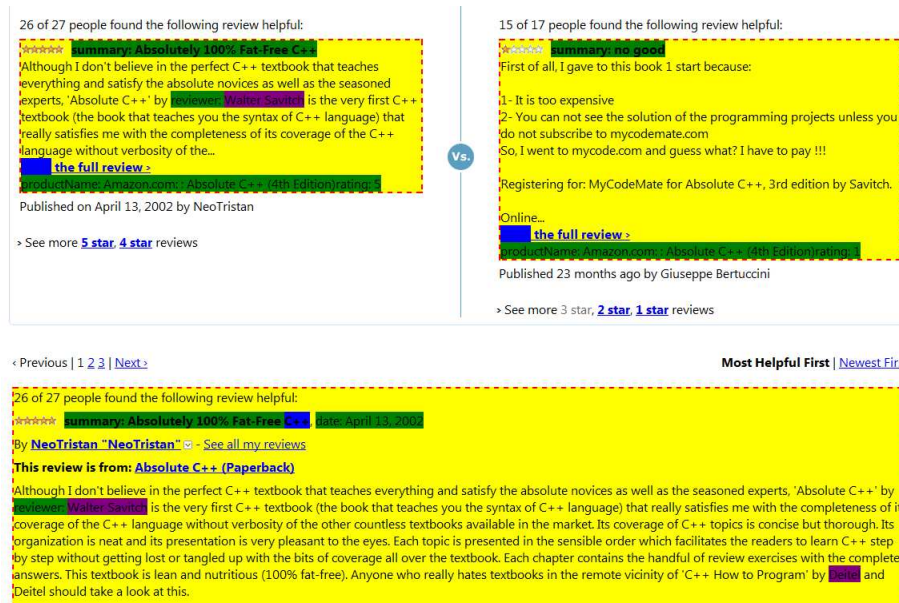 26 of 27 people found the following review helpful:
summary: Absolutely 100% Fat-Free C++
Although I don't believe in the perfect C++ textbook that teaches
everything and satisfy the absolute novices as well as the seasoned
experts, 'Absolute C++' by reviewer: Walter Savitch is the very first C++
textbook (the book that teaches you the syntax of C++ language) that
really satisfies me with the completeness of its coverage of the C++
language without verbosity of the...
the full review ›
productName: Amazon.com: : Absolute C++ (4th Edition)rating: 5
Published on April 13, 2002 by NeoTristan
› See more 5 star, 4 star reviews
Vs.
15 of 17 people found the following review helpful:
summary: no good
First of all, I gave to this book 1 start because:
1- It is too expensive
2- You can not see the solution of the programming projects unless you
do not subscribe to mycodemate.com
So, I went to mycode.com and guess what? I have to pay !!!
Registering for: MyCodeMate for Absolute C++, 3rd edition by Savitch.
Online...
the full review ›
productName: Amazon.com: : Absolute C++ (4th Edition)rating: 1
Published 23 months ago by Giuseppe Bertuccini
› See more 3 star, 2 star, 1 star reviews
‹ Previous | 1 2 3 | Next ›
Most Helpful First | Newest Fir
26 of 27 people found the following review helpful:
summary: Absolutely 100% Fat-Free C++, date: April 13, 2002
By NeoTristan "NeoTristan" - See all my reviews
This review is from: Absolute C++ (Paperback)
Although I don't believe in the perfect C++ textbook that teaches everything and satisfy the absolute novices as well as the seasoned experts, 'Absolute C++' by
reviewer: Walter Savitch is the very first C++ textbook (the book that teaches you the syntax of C++ language) that really satisfies me with the completeness of it
coverage of the C++ language without verbosity of the other countless textbooks available in the market. Its coverage of C++ topics is concise but thorough. Its
organization is neat and its presentation is very pleasant to the eyes. Each topic is presented in the sensible order which facilitates the readers to learn C++ step
by step without getting lost or tangled up with the bits of coverage all over the textbook. Each chapter contains the handful of review exercises with the complete
answers. This textbook is lean and nutritious (100% fat-free). Anyone who really hates textbooks in the remote vicinity of 'C++ How to Program' by Deitel and
Deitel should take a look at this.